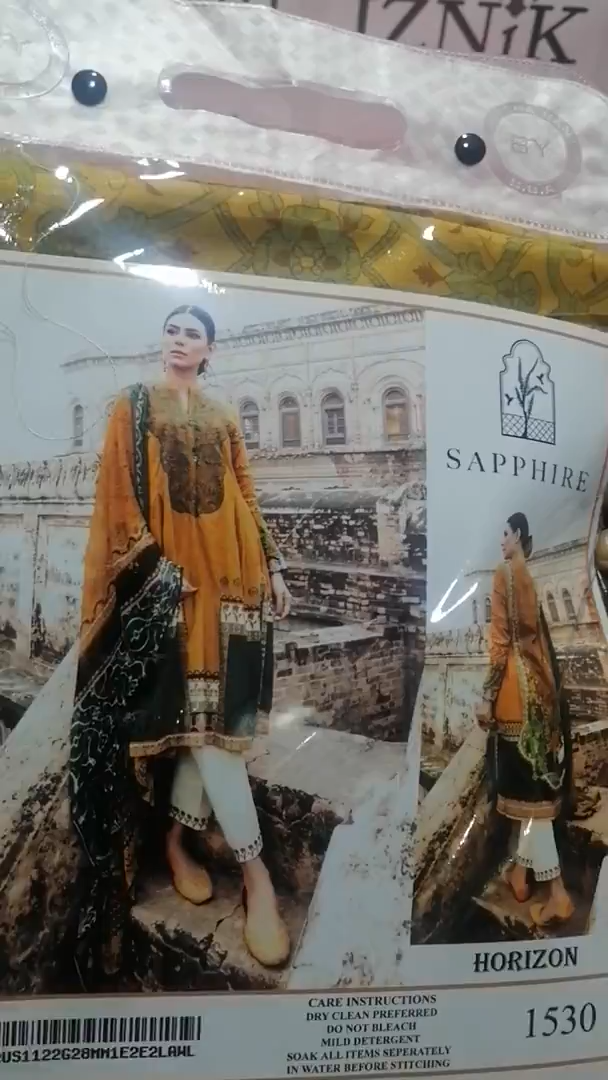 IZNiK
SAPPHIRE
HORIZON
CARE INSTRUCTIONS
DRY CLEAN PREFERRED
DO NOT BLEACH
MILD DETERGENT
SOAK ALL ITEMS SEPERATELY
IN WATER BEFORE STITCHING
1530
US1122G28MM1E2E2LAWL